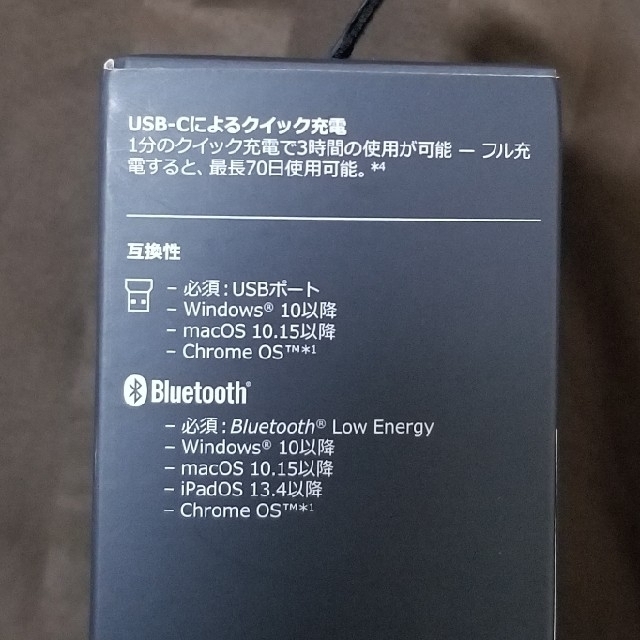 USB-Cによるクイック充電
1分のクイック充電で3時間の使用が可能 — フル充
電すると、最長70日使用可能。*4
互換性
– 必須：USBポート
– Windows® 10以降
– macOS 10.15以降
– Chrome OS™*1
Bluetooth®
– 必須：Bluetooth® Low Energy
– Windows® 10以降
– macOS 10.15以降
– iPadOS 13.4以降
– Chrome OS™*1